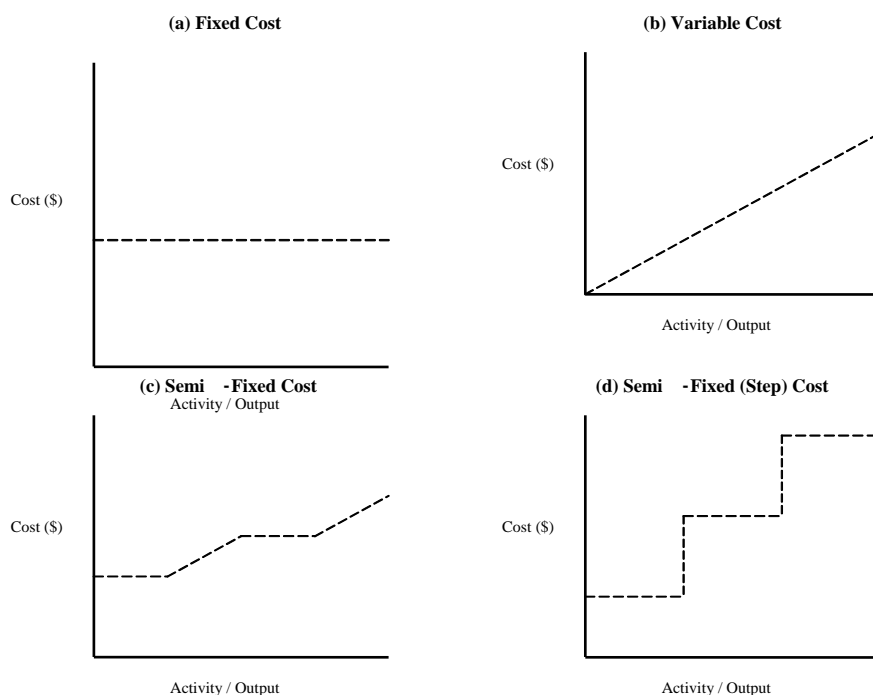 (a) Fixed Cost
Cost ($)
Activity / Output
(b) Variable Cost
Cost ($)
Activity / Output
(c) Semi -Fixed Cost
Cost ($)
Activity / Output
(d) Semi -Fixed (Step) Cost
Cost ($)
Activity / Output